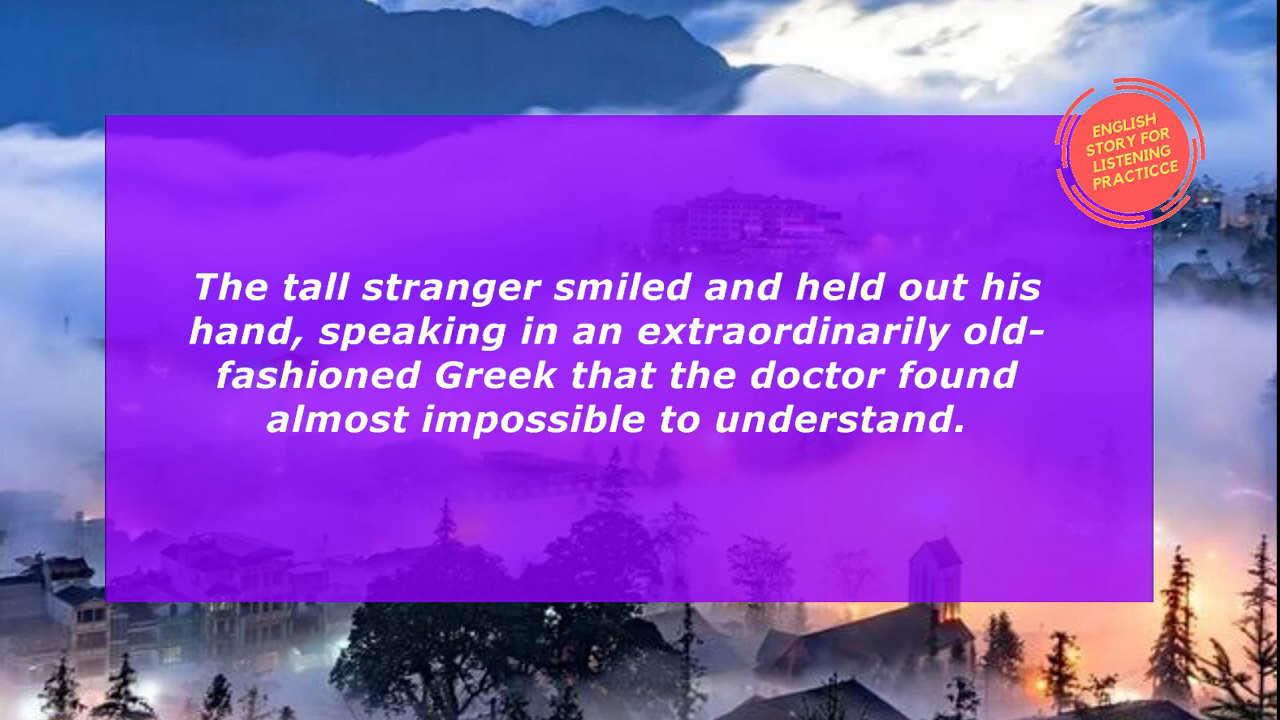 ENGLISH
STORY FOR
LISTENING
PRACTICCE
The tall stranger smiled and held out his
hand, speaking in an extraordinarily old-
fashioned Greek that the doctor found
almost impossible to understand.